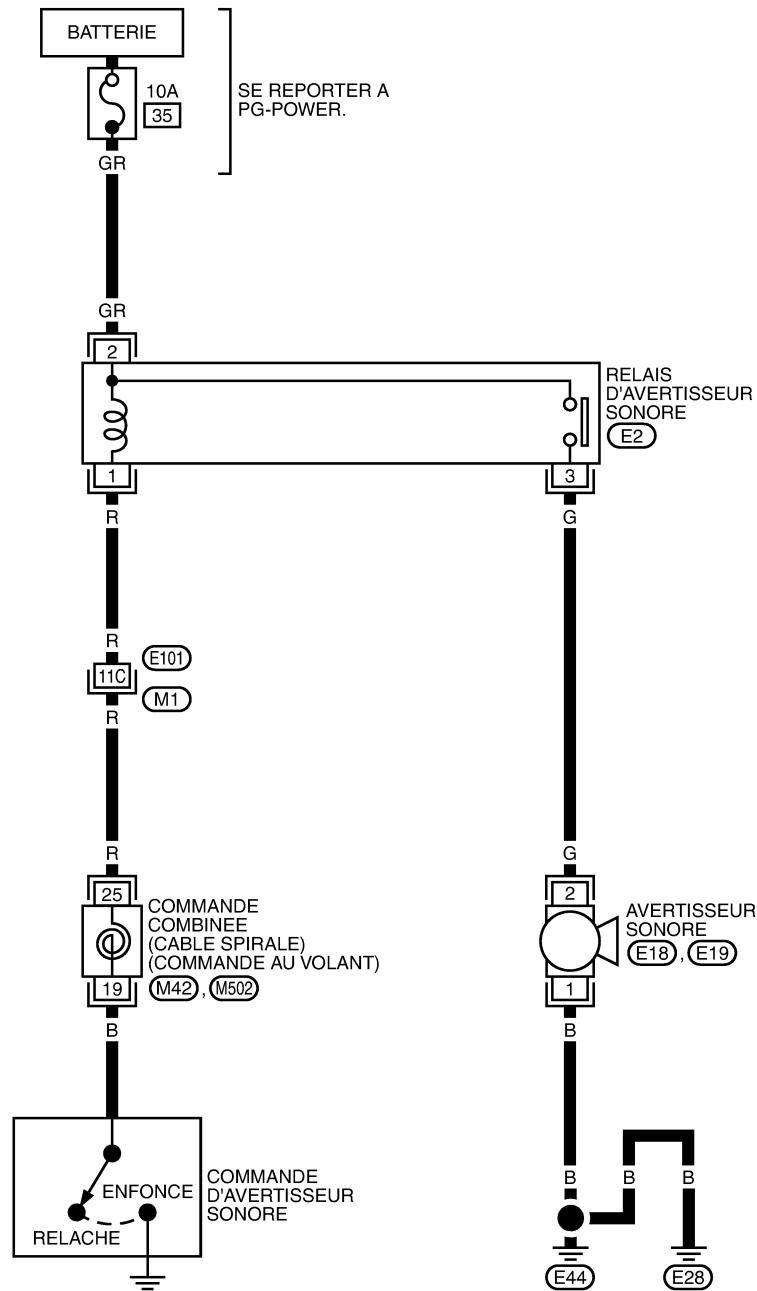 BATTERIE
10A
35
SE REPORTER A
PG-POWER.
GR
GR
2
RELAIS
D'AVERTISSEUR
SONORE
E2
1
3
R
G
R
E101
11C
M1
R
R
G
25
2
COMMANDE
COMBINEE
(CABLE SPIRALE)
(COMMANDE AU VOLANT)
AVERTISSEUR
SONORE
E18 , E19
19
M42 , M502
1
B
B
COMMANDE
D'AVERTISSEUR
SONORE
ENFONCE
RELACHE
B
B
B
E44
E28